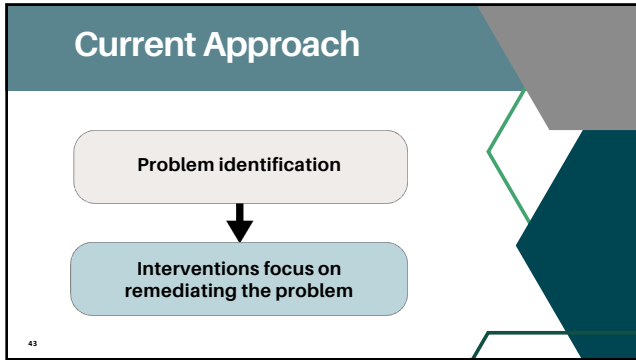 Current Approach
Problem identification
Interventions focus on
remediating the problem
43